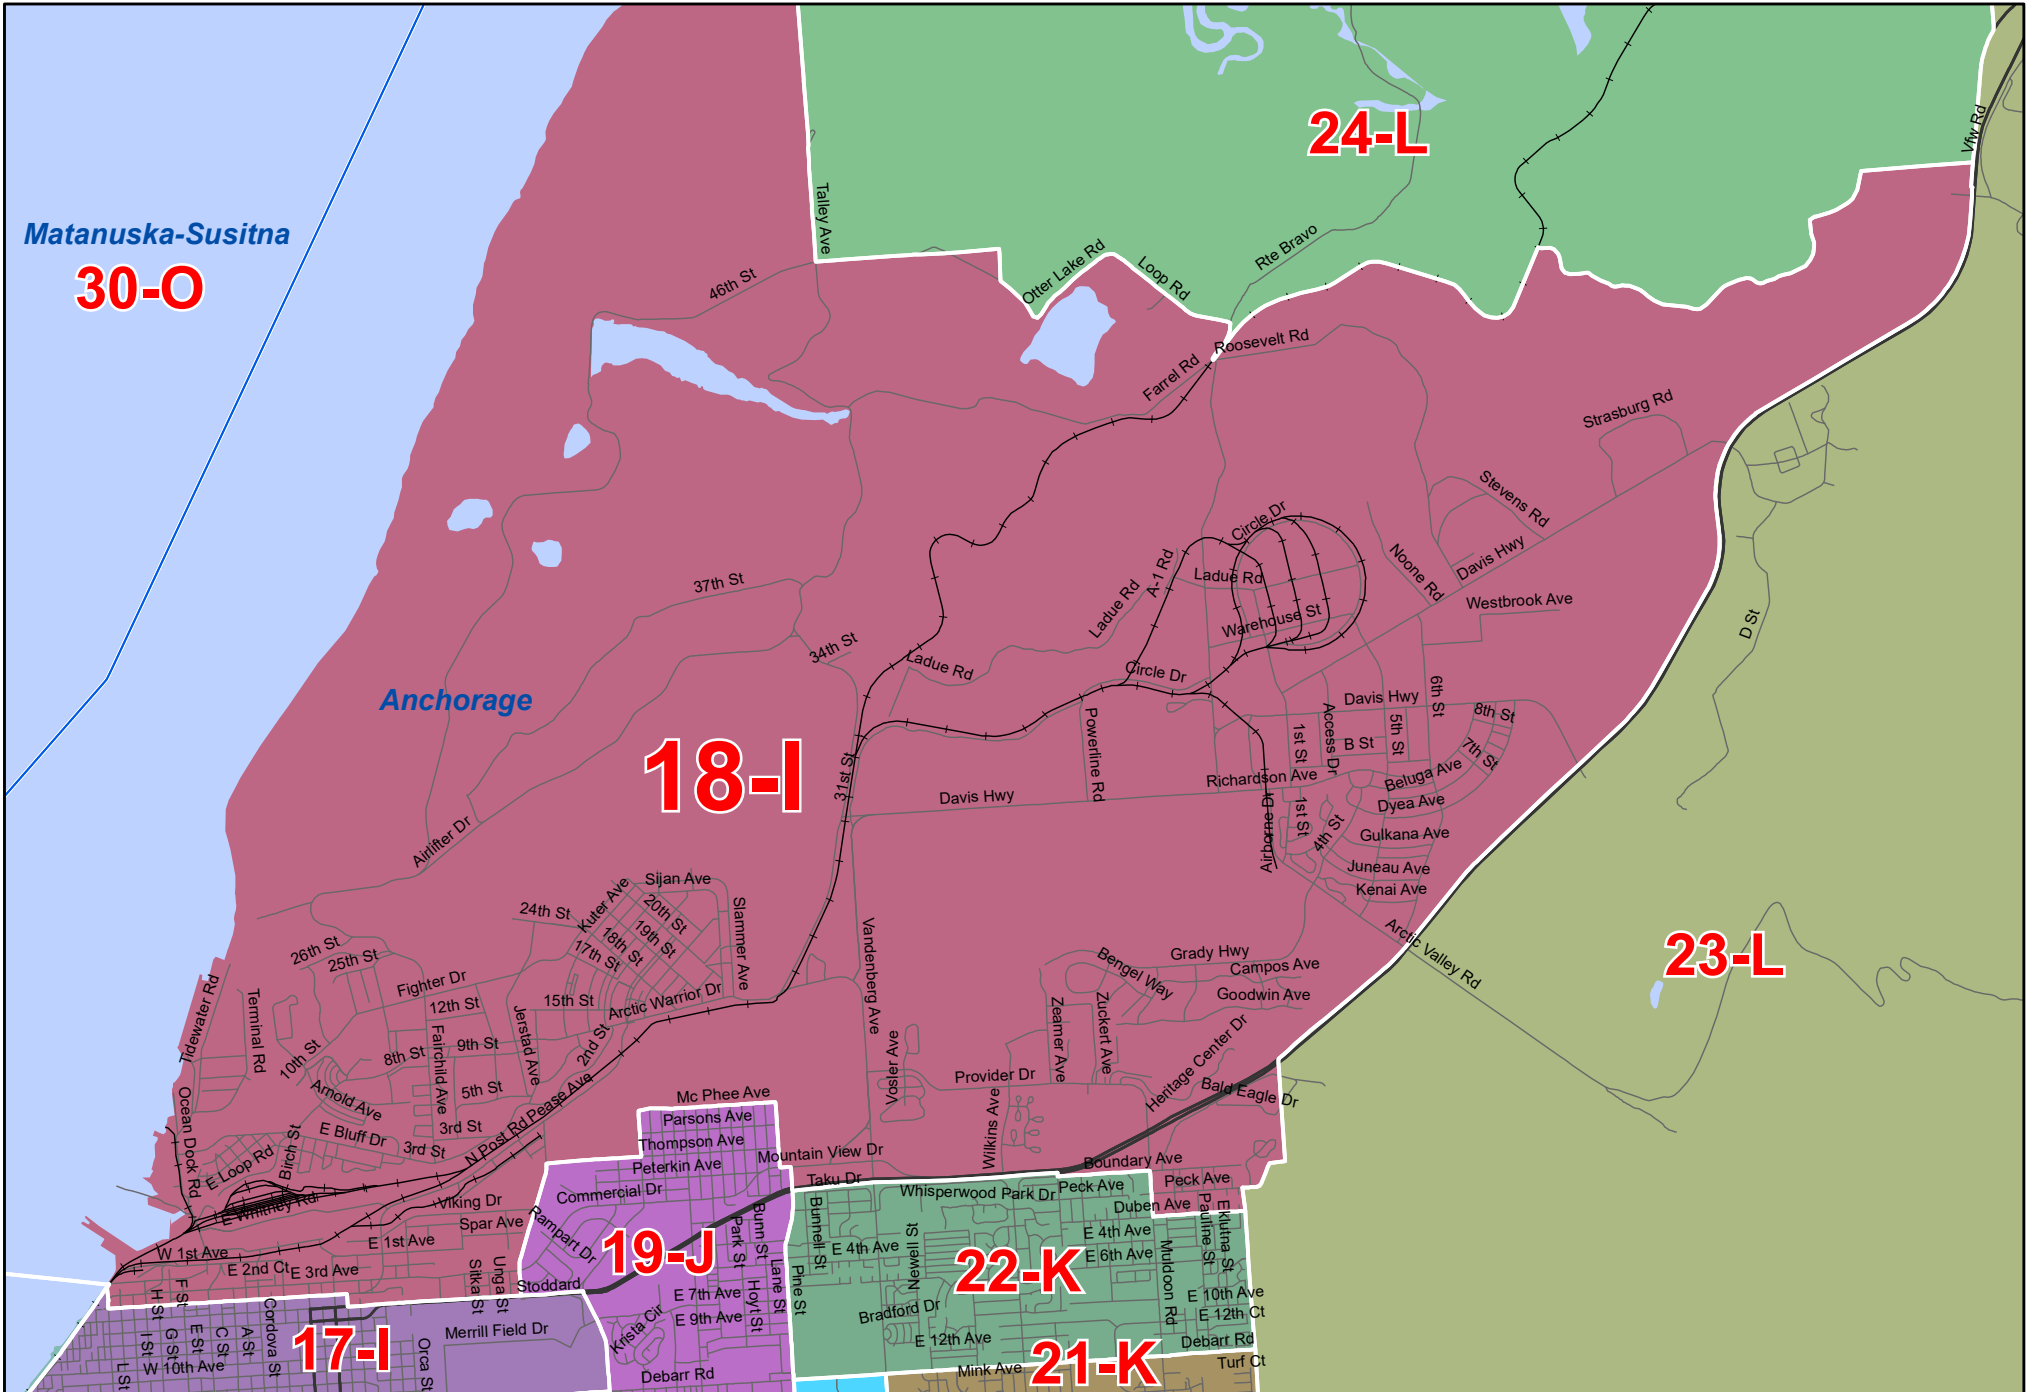 24-L
Vfw Rd
Talley Ave
Matanuska-Susitna
30-O
46th St
Otter Lake Rd
Loop Rd
Rte Bravo
Roosevelt Rd
Farrel Rd
Strasburg Rd
Stevens Rd
Circle Dr
Noone Rd
Davis Hwy
A-1 Rd
Ladue Rd
Ladue Rd
37th St
Westbrook Ave
Warehouse St
D St
34th St
Ladue Rd
Circle Dr
Anchorage
18-I
31st St
Powerline Rd
Davis Hwy
6th St
8th St
1st St
Access Dr
5th St
B St
7th St
Richardson Ave
Beluga Ave
Davis Hwy
Dyea Ave
Airborne Dr
1st St
4th St
Gulkana Ave
Airlifter Dr
Juneau Ave
Kenai Ave
Sijan Ave
Kuter Ave
20th St
24th St
19th St
18th St
17th St
Slammer Ave
Vandenberg Ave
Arctic Valley Rd
23-L
26th St
25th St
Grady Hwy
Bengel Way
Campos Ave
Fighter Dr
Goodwin Ave
Tidewater Rd
Terminal Rd
12th St
15th St
Arctic Warrior Dr
Jerstad Ave
Zeamer Ave
Zuckert Ave
10th St
8th St
Fairchild Ave
9th St
2nd St
Vosler Ave
Heritage Center Dr
Provider Dr
Arnold Ave
5th St
Pease Ave
Mc Phee Ave
Bald Eagle Dr
Ocean Dock Rd
3rd St
Parsons Ave
Wilkins Ave
E Bluff Dr
3rd St
N Post Rd
Thompson Ave
Birch St
E Loop Rd
Peterkin Ave
Mountain View Dr
Boundary Ave
Commercial Dr
Taku Dr
Whisperwood Park Dr
Peck Ave
Peck Ave
E Whitney Rd
Viking Dr
Spar Ave
Rampart Dr
Bunn St
Park St
Bunnell St
Duben Ave
Pauline St
Eklutna St
W 1st Ave
E 1st Ave
19-J
E 4th Ave
Newell St
22-K
E 4th Ave
E 6th Ave
Muldoon Rd
E 2nd Ct
E 3rd Ave
Sitka St
Unga St
Stoddard
Lane St
Pine St
H St
F St
Cordova St
E 7th Ave
Hoyt St
E 10th Ave
I St
G St
E St
C St
A St
17-I
Merrill Field Dr
Krista Cir
E 9th Ave
Bradford Dr
E 12th Ct
E 12th Ave
Debarr Rd
L St
W 10th Ave
Orca St
Debarr Rd
Mink Ave
21-K
Turf Ct